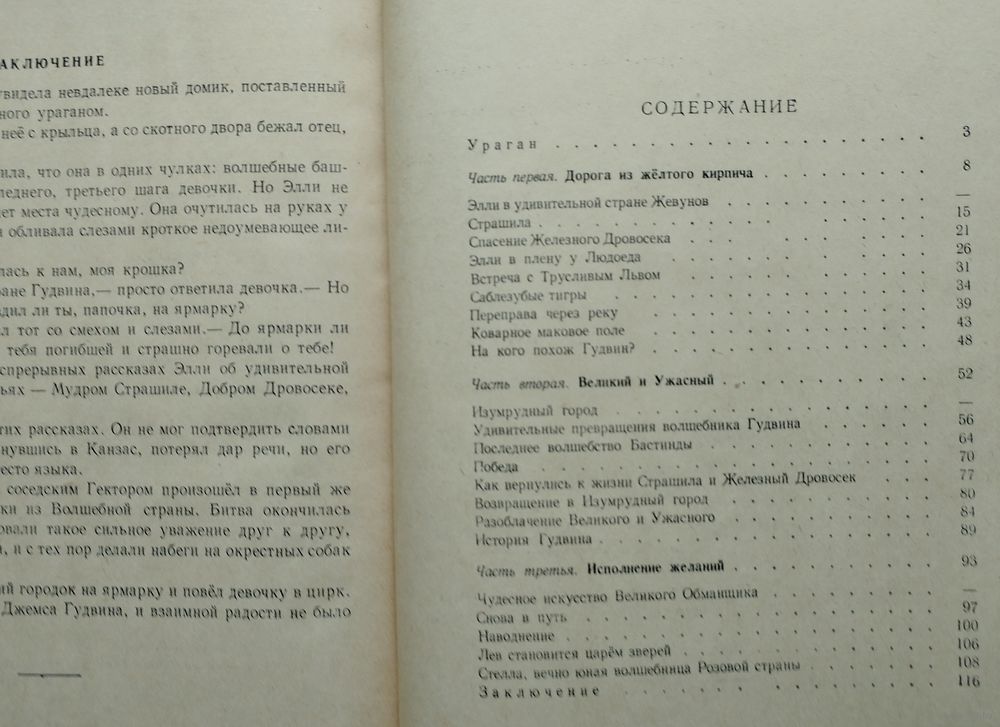 АКЛЮЧЕНИЕ
увидела невдалеке новый домик, поставленный
ного ураганом.
неё с крыльца, а со скотного двора бежал отец,
ила, что она в одних чулках: волшебные баш-
леднего, третьего шага девочки. Но Элли не
ет места чудесному. Она очутилась на руках у
и обливала слезами кроткое недоумевающее ли-
лась к нам, моя крошка?
ане Гудвина,— просто ответила девочка.— Но
здил ли ты, папочка, на ярмарку?
л тот со смехом и слезами.— До ярмарки ли
тебя погибшей и страшно горевали о тебе!
спрерывных рассказах Элли об удивительной
ьях — Мудром Страшиле, Добром Дровосеке,
тих рассказах. Он не мог подтвердить словами
нувшись в Канзас, потерял дар речи, но его
есто языка.
соседским Гектором произошёл в первый же
ки из Волшебной страны. Битва окончилась
овали такое сильное уважение друг к другу,
, и с тех пор делали набеги на окрестных собак
ий городок на ярмарку и повёл девочку в цирк.
Джемса Гудвина, и взаимной радости не было
СОДЕРЖАНИЕ
Ураган . . . . . . . . . . . . . . 3
Часть первая. Дорога из жёлтого кирпича . . . . . . . 8
Элли в удивительной стране Жевунов . . . . . . . . —
Страшила . . . . . . . . . . . . . . 15
Спасение Железного Дровосека . . . . . . . . 21
Элли в плену у Людоеда . . . . . . . . . 26
Встреча с Трусливым Львом . . . . . . . . 31
Саблезубые тигры . . . . . . . . . . . 34
Переправа через реку . . . . . . . . . . 39
Коварное маковое поле . . . . . . . . . . 43
На кого похож Гудвин? . . . . . . . . . . 48
Часть вторая. Великий и Ужасный . . . . . . . . . 52
Изумрудный город . . . . . . . . . . . —
Удивительные превращения волшебника Гудвина . . . . . 56
Последнее волшебство Бастинды . . . . . . . . 64
Победа . . . . . . . . . . . . . . 70
Как вернулись к жизни Страшила и Железный Дровосек . . . 77
Возвращение в Изумрудный город . . . . . . . . 80
Разоблачение Великого и Ужасного . . . . . . . . 84
История Гудвина . . . . . . . . . . . . 89
Часть третья. Исполнение желаний . . . . . . . . . 93
Чудесное искусство Великого Обманщика . . . . . . . —
Снова в путь . . . . . . . . . . . . 97
Наводнение . . . . . . . . . . . . . 100
Лев становится царём зверей . . . . . . . . . 106
Стелла, вечно юная волшебница Розовой страны . . . . . 108
Заключение . . . . . . . . . . . . 116